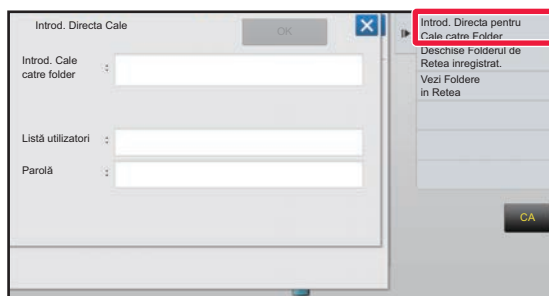 Introd. Directa Cale
OK
Introd. Cale
catre folder
:
Listă utilizatori :
Parolă :
Introd. Directa pentru
Cale catre Folder
Deschise Folderul de
Retea inregistrat.
Vezi Foldere
in Retea
CA